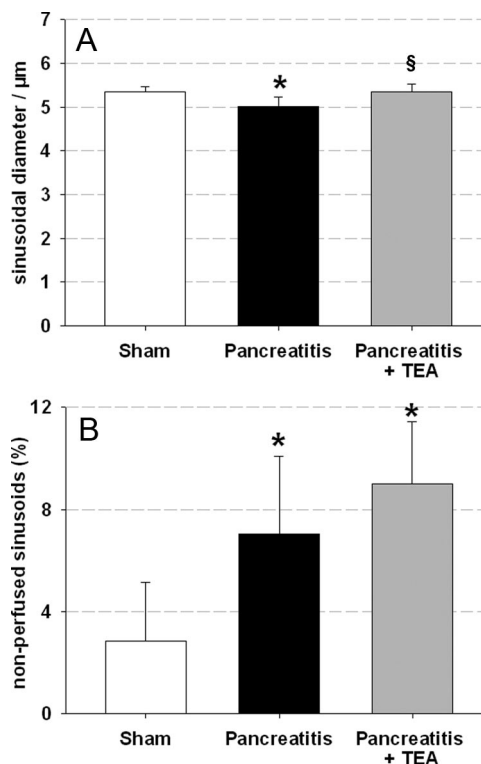 A
sinusoidal diameter / µm
7
6
5
4
3
2
1
0
*
§
Sham
Pancreatitis
Pancreatitis
+ TEA
B
non-perfused sinusoids (%)
12
8
4
0
*
*
Sham
Pancreatitis
Pancreatitis
+ TEA